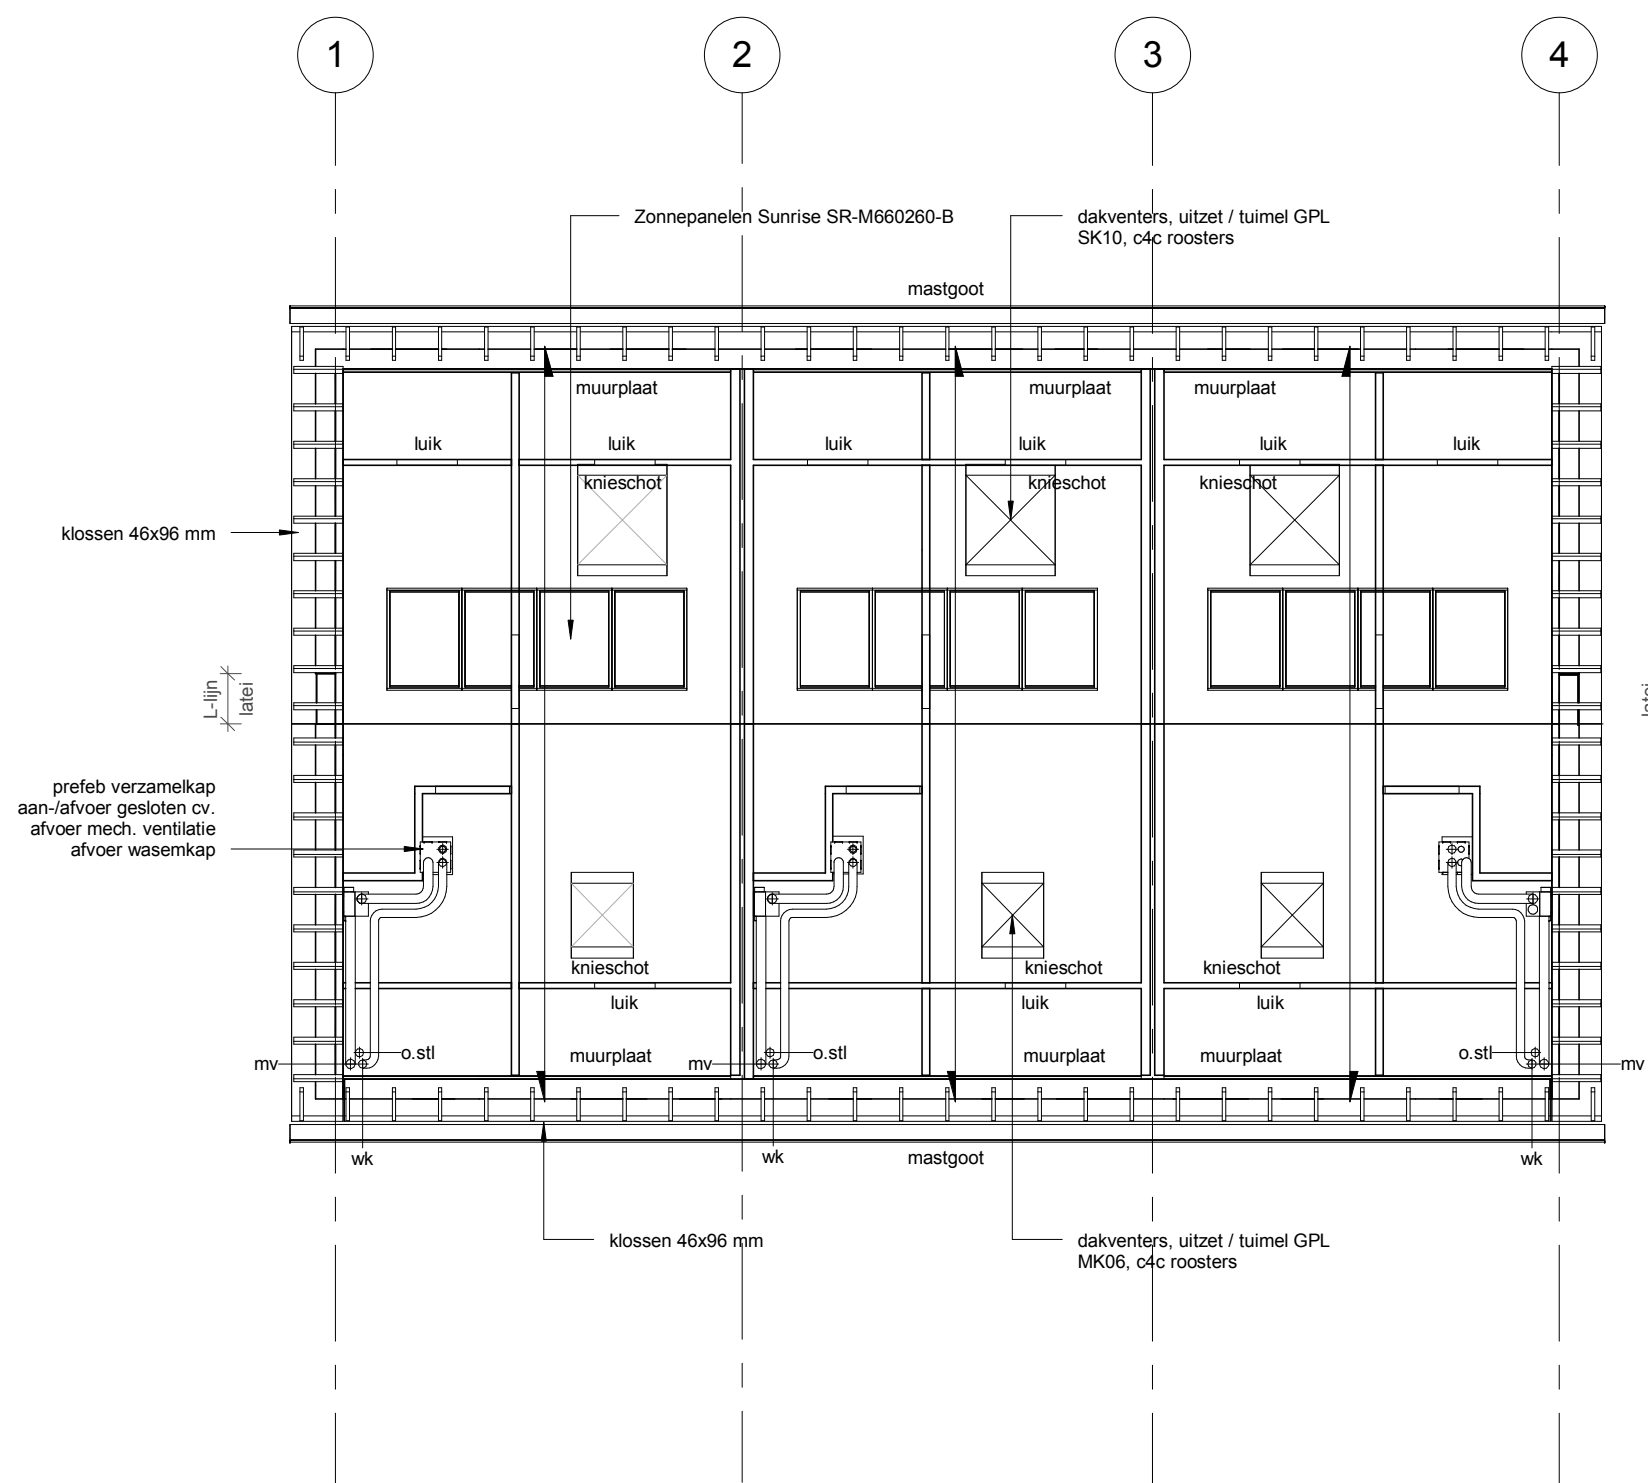 1
2
3
4
Zonnepanelen Sunrise SR-M660260-B
dakventers, uitzet / tuimel GPL
SK10, c4c roosters
mastgoot
muurplaat
muurplaat
muurplaat
luik
luik
luik
luik
luik
luik
knieschot
knieschot
knieschot
klossen 46x96 mm
L-lijn
latei
latei
prefeb verzamelkap
aan-/afvoer gesloten cv.
afvoer mech. ventilatie
afvoer wasemkap
knieschot
knieschot
knieschot
luik
luik
luik
o.stl
muurplaat
o.stl
muurplaat
muurplaat
o.stl
mv
mv
mv
wk
wk
mastgoot
wk
klossen 46x96 mm
dakventers, uitzet / tuimel GPL
MK06, c4c roosters